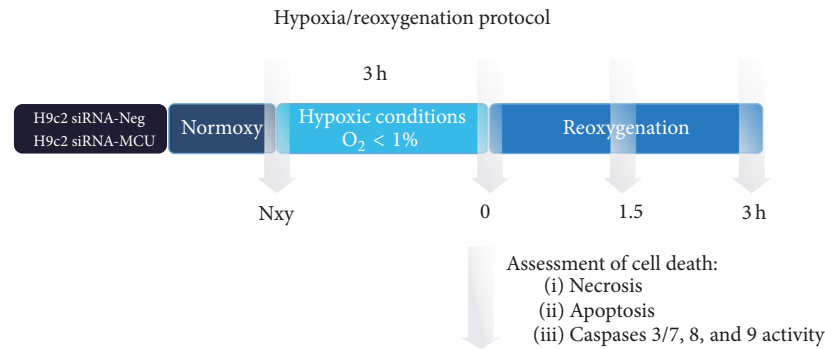 Hypoxia/reoxygenation protocol
3 h
H9c2 siRNA-Neg
H9c2 siRNA-MCU
Normoxy
Hypoxic conditions
O₂ < 1%
Reoxygenation
Nxy
0
1.5
3 h
Assessment of cell death:
(i) Necrosis
(ii) Apoptosis
(iii) Caspases 3/7, 8, and 9 activity